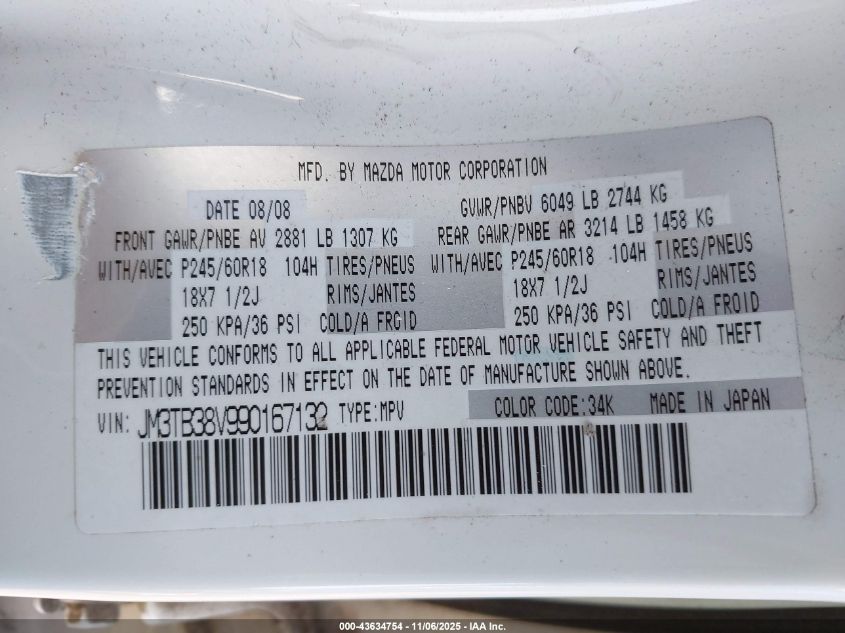 MFD. BY MAZDA MOTOR CORPORATION
DATE 08/08 GVWR/PNBV 6049 LB 2744 KG
FRONT GAWR/PNBE AV 2881 LB 1307 KG REAR GAWR/PNBE AR 3214 LB 1458 KG
WITH/AVEC P245/60R18 104H TIRES/PNEUS WITH/AVEC P245/60R18 104H TIRES/PNEUS
18X7 1/2J RIMS/JANTES 18X7 1/2J RIMS/JANTES
250 KPA/36 PSI COLD/A FROID 250 KPA/36 PSI COLD/A FROID
THIS VEHICLE CONFORMS TO ALL APPLICABLE FEDERAL MOTOR VEHICLE SAFETY AND THEFT
PREVENTION STANDARDS IN EFFECT ON THE DATE OF MANUFACTURE SHOWN ABOVE.
VIN: JM3TB38V990167132 TYPE:MPV COLOR CODE:34K MADE IN JAPAN
000-43634754 - 11/06/2025 - IAA Inc.